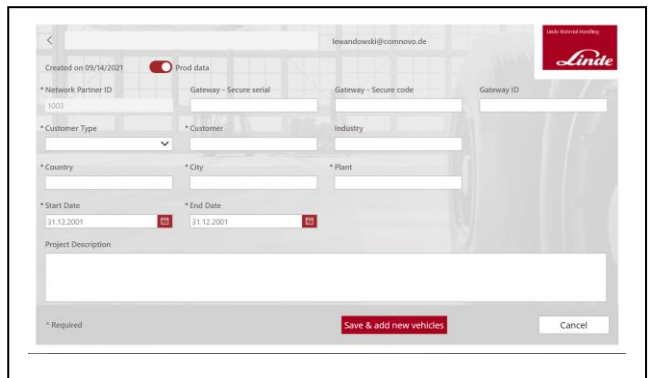 Linde Material Handling
Linde
< lewandowski@comnovo.de
Created on 09/14/2021 Prod data
* Network Partner ID Gateway - Secure serial Gateway - Secure code Gateway ID
1003
* Customer Type * Customer Industry
* Country * City * Plant
* Start Date * End Date
31.12.2001 31.12.2001
Project Description
* Required Save & add new vehicles Cancel